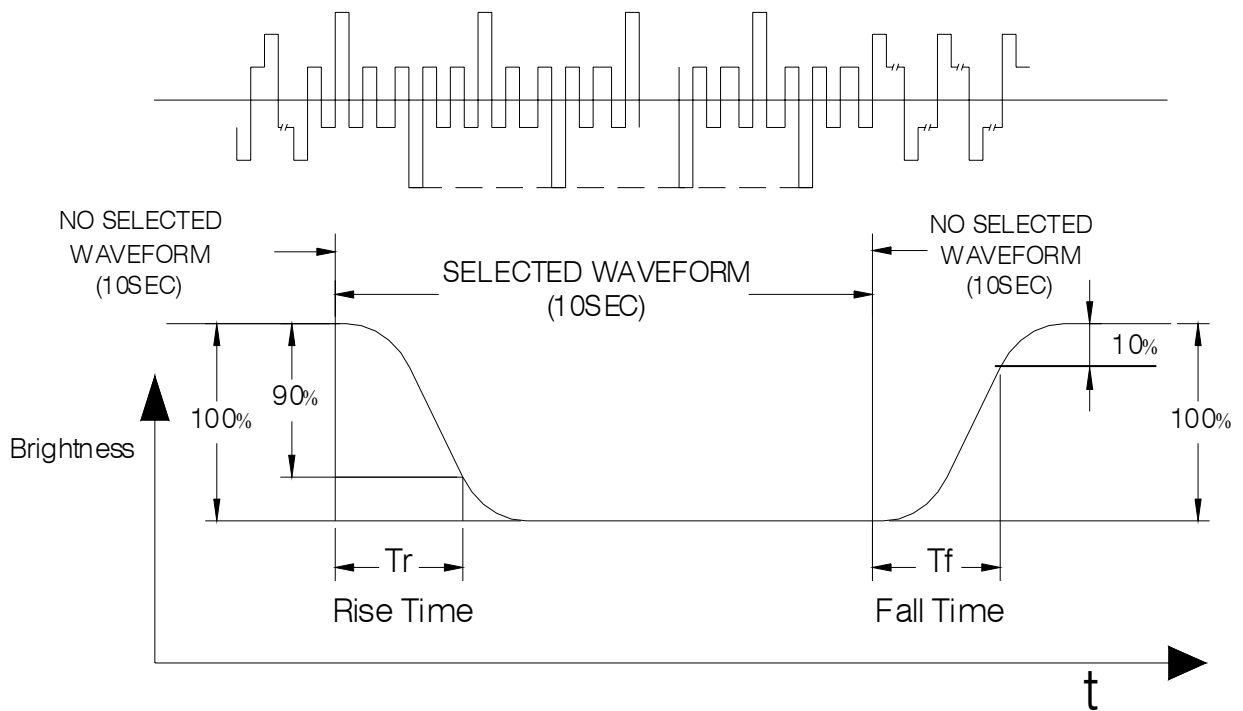 NO SELECTED
WAVEFORM
(10SEC)
SELECTED WAVEFORM
(10SEC)
NO SELECTED
WAVEFORM
(10SEC)
100%
90%
10%
100%
Brightness
Tr
Rise Time
Tf
Fall Time
t